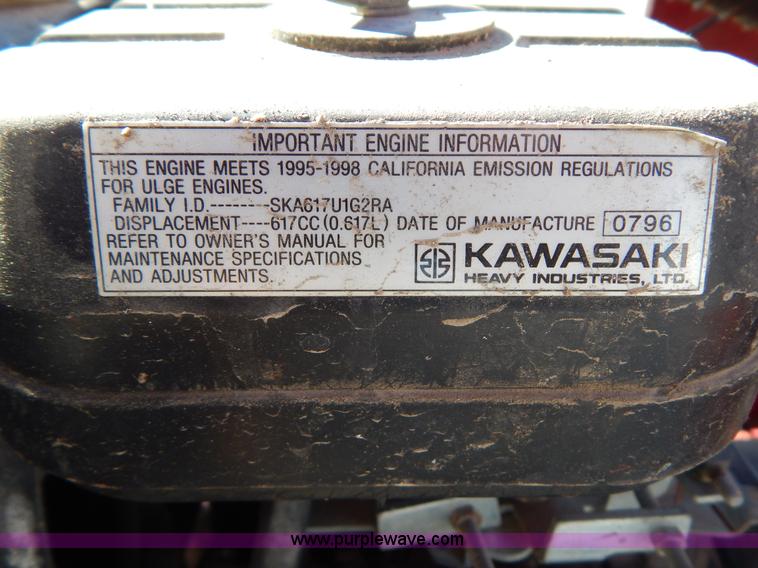 IMPORTANT ENGINE INFORMATION
THIS ENGINE MEETS 1995-1998 CALIFORNIA EMISSION REGULATIONS
FOR ULGE ENGINES.
FAMILY I.D.--------SKA617U1G2RA
DISPLACEMENT----617CC(0.617L) DATE OF MANUFACTURE 0796
REFER TO OWNER'S MANUAL FOR
MAINTENANCE SPECIFICATIONS
AND ADJUSTMENTS.
KAWASAKI
HEAVY INDUSTRIES, LTD.
www.purplewave.com